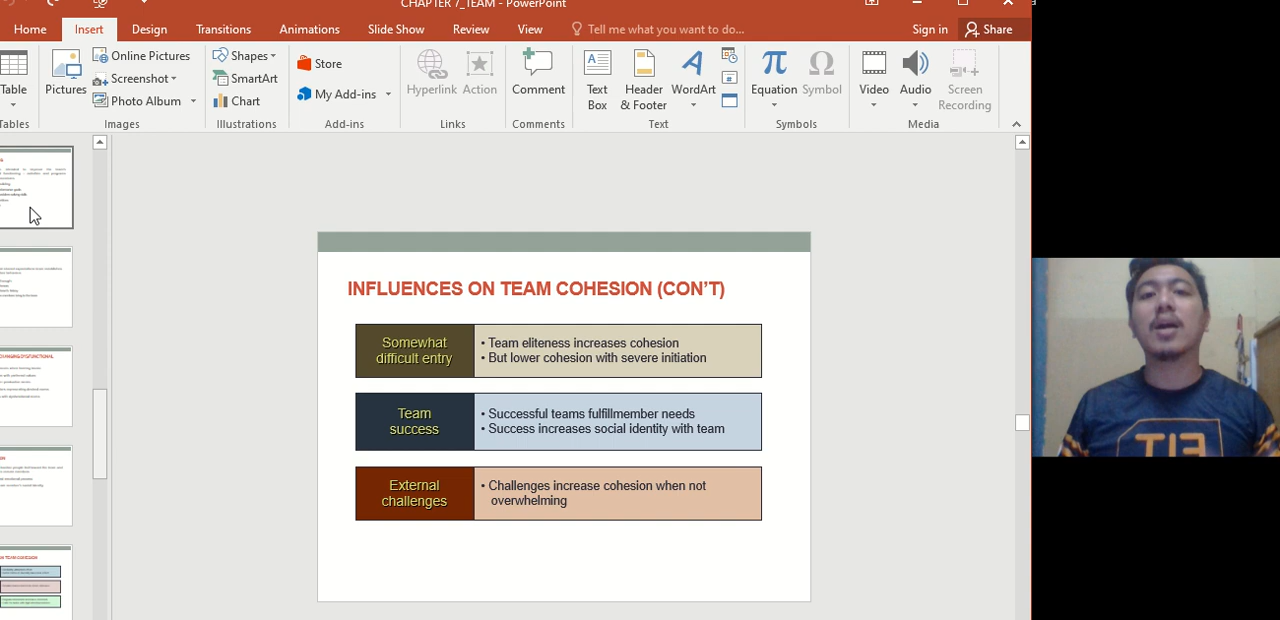 CHAPTER 7_TEAM - PowerPoint
Home Insert Design Transitions Animations Slide Show Review View Tell me what you want to do... Sign in Share
Table
Pictures
Online Pictures
Screenshot
Photo Album
Shapes
SmartArt
Chart
Store
My Add-ins
Hyperlink Action
Comment
Text
Box
Header
& Footer
WordArt
Equation Symbol
Video Audio Screen
Recording
Tables Images Illustrations Add-ins Links Comments Text Symbols Media
INFLUENCES ON TEAM COHESION (CON'T)
Somewhat
difficult entry
• Team eliteness increases cohesion
• But lower cohesion with severe initiation
Team
success
• Successful teams fulfillmember needs
• Success increases social identity with team
External
challenges
• Challenges increase cohesion when not
overwhelming